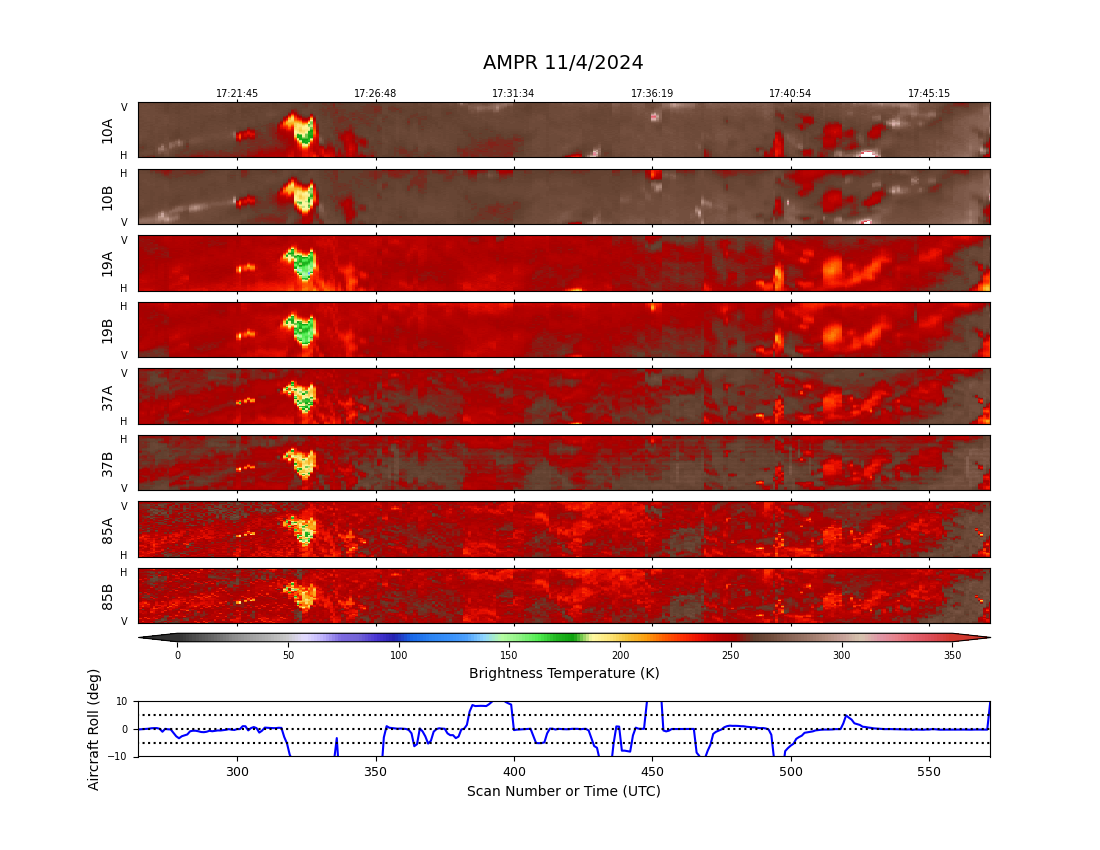 AMPR 11/4/2024
17:21:45 17:26:48 17:31:34 17:36:19 17:40:54 17:45:15
V
10A
H
H
10B
V
V
19A
H
H
19B
V
V
37A
H
H
37B
V
V
85A
H
H
85B
V
0 50 100 150 200 250 300 350
Brightness Temperature (K)
Aircraft Roll (deg)
10
0
−10
300 350 400 450 500 550
Scan Number or Time (UTC)